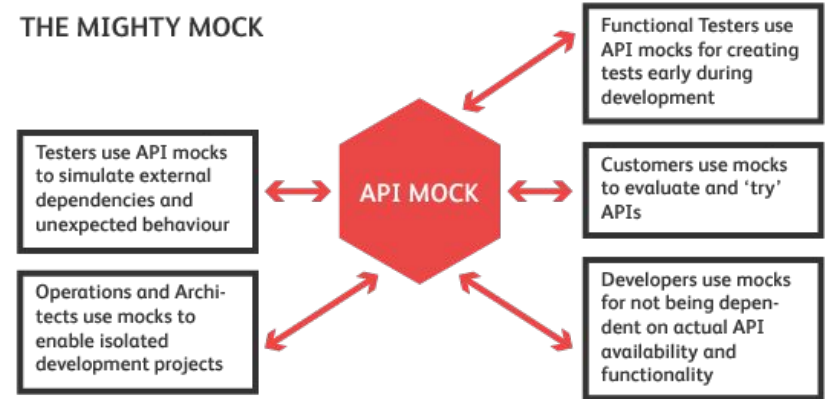 THE MIGHTY MOCK
Testers use API mocks
to simulate external
dependencies and
unexpected behaviour
Operations and Archi-
tects use mocks to
enable isolated
development projects
API MOCK
Functional Testers use
API mocks for creating
tests early during
development
Customers use mocks
to evaluate and ‘try’
APIs
Developers use mocks
for not being depen-
dent on actual API
availability and
functionality